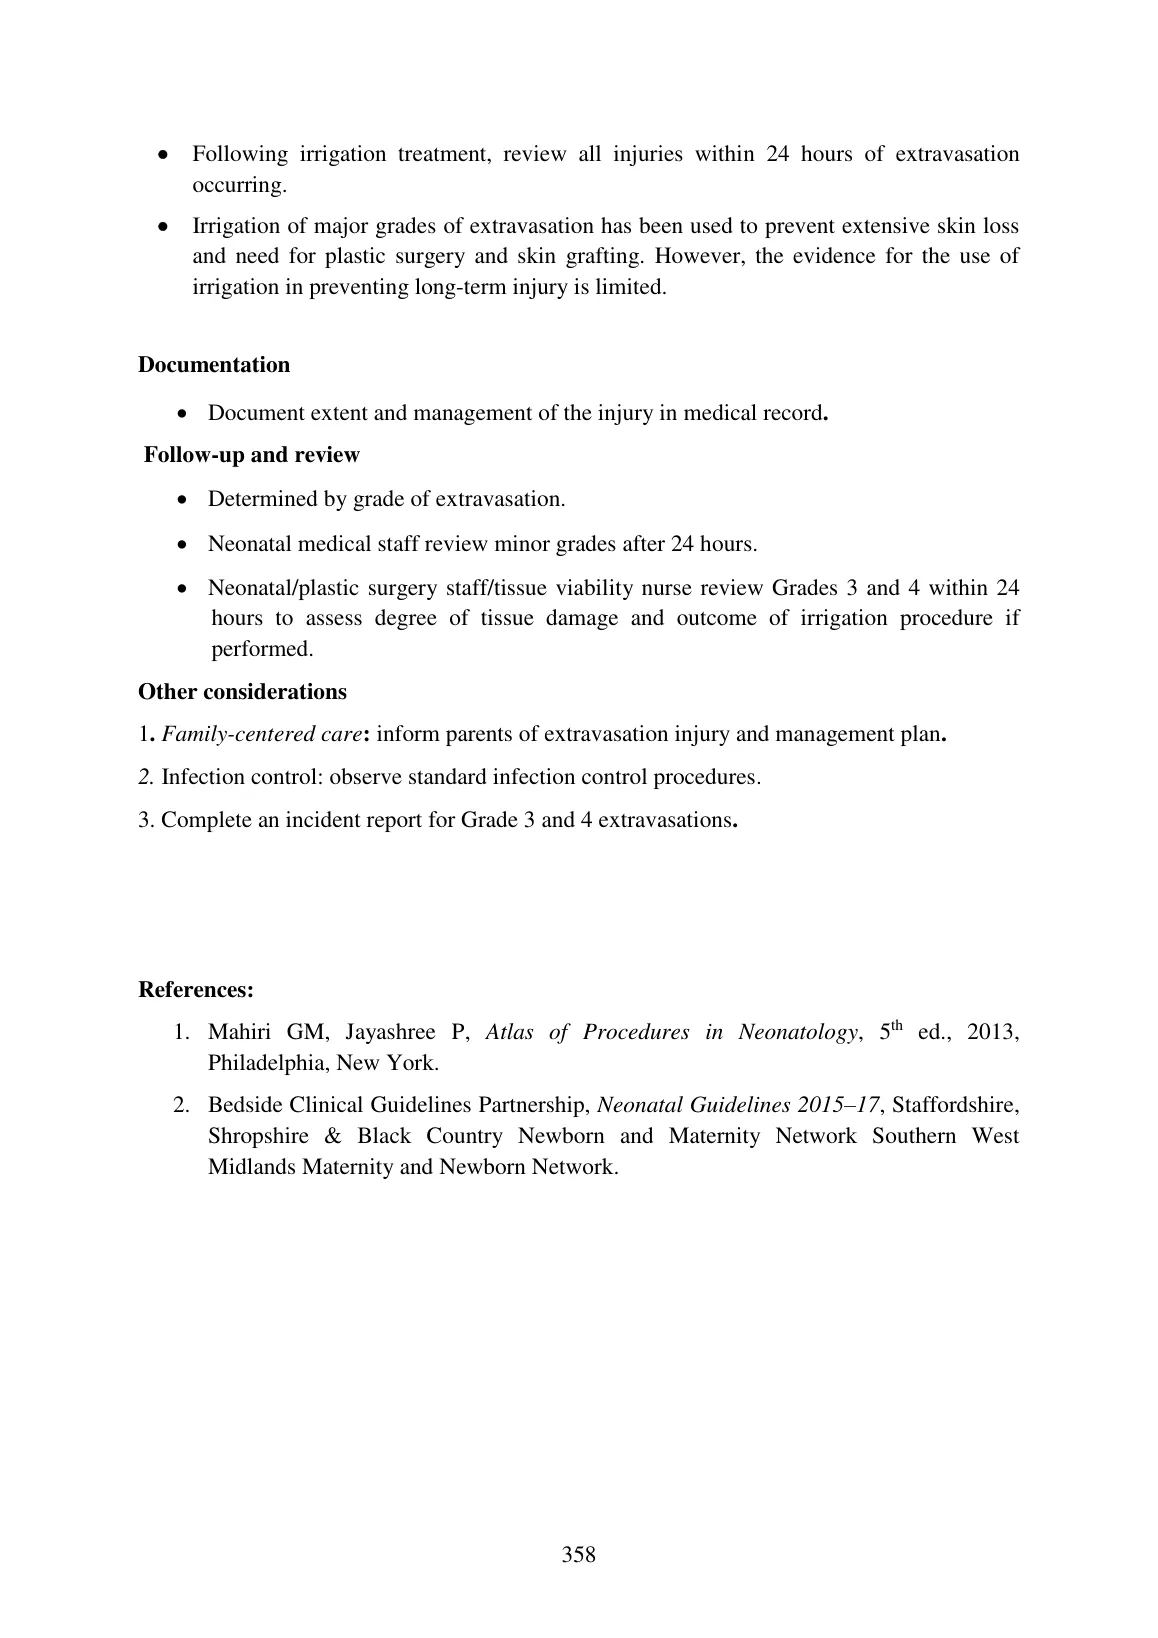 • Following irrigation treatment, review all injuries within 24 hours of extravasation
occurring.
• Irrigation of major grades of extravasation has been used to prevent extensive skin loss
and need for plastic surgery and skin grafting. However, the evidence for the use of
irrigation in preventing long-term injury is limited.
Documentation
• Document extent and management of the injury in medical record.
Follow-up and review
• Determined by grade of extravasation.
• Neonatal medical staff review minor grades after 24 hours.
• Neonatal/plastic surgery staff/tissue viability nurse review Grades 3 and 4 within 24
hours to assess degree of tissue damage and outcome of irrigation procedure if
performed.
Other considerations
1. Family-centered care: inform parents of extravasation injury and management plan.
2. Infection control: observe standard infection control procedures.
3. Complete an incident report for Grade 3 and 4 extravasations.
References:
1. Mahiri GM, Jayashree P, Atlas of Procedures in Neonatology, 5th ed., 2013,
Philadelphia, New York.
2. Bedside Clinical Guidelines Partnership, Neonatal Guidelines 2015–17, Staffordshire,
Shropshire & Black Country Newborn and Maternity Network Southern West
Midlands Maternity and Newborn Network.
358